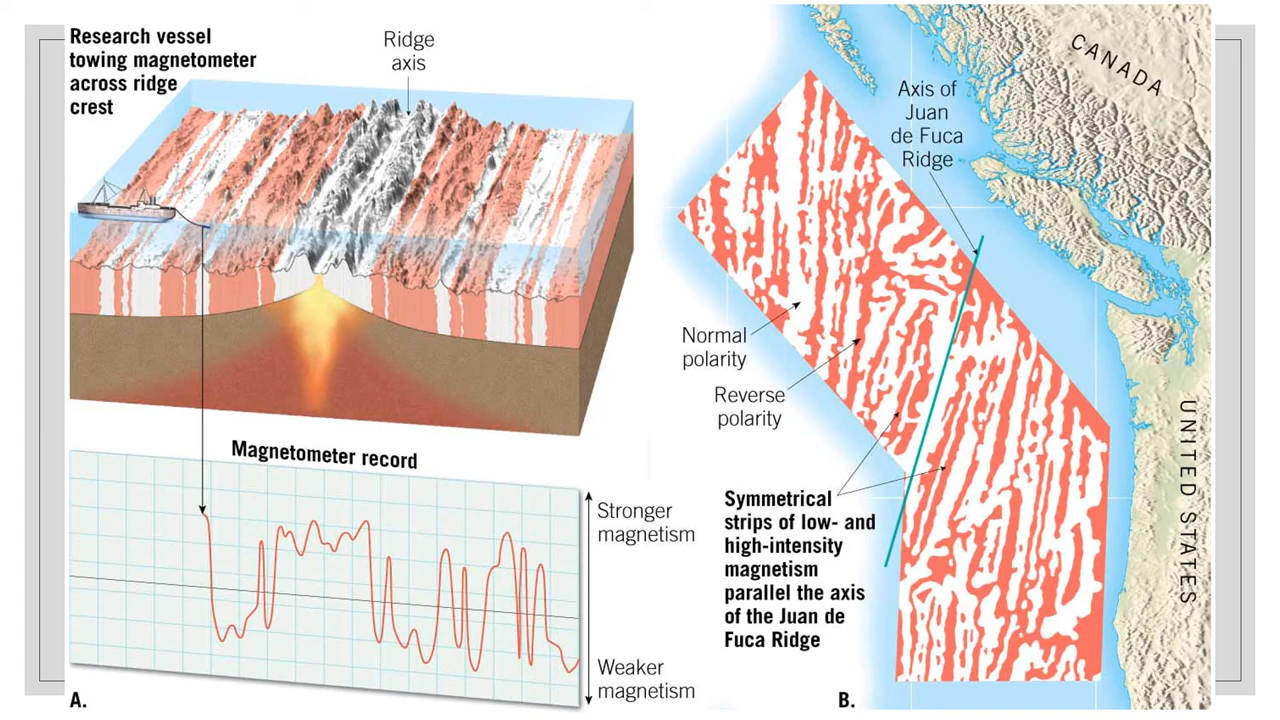 Research vessel
towing magnetometer
across ridge
crest
Ridge
axis
Magnetometer record
Stronger
magnetism
Weaker
magnetism
A.
CANADA
Axis of
Juan
de Fuca
Ridge
Normal
polarity
Reverse
polarity
Symmetrical
strips of low- and
high-intensity
magnetism
parallel the axis
of the Juan de
Fuca Ridge
UNITED STATES
B.